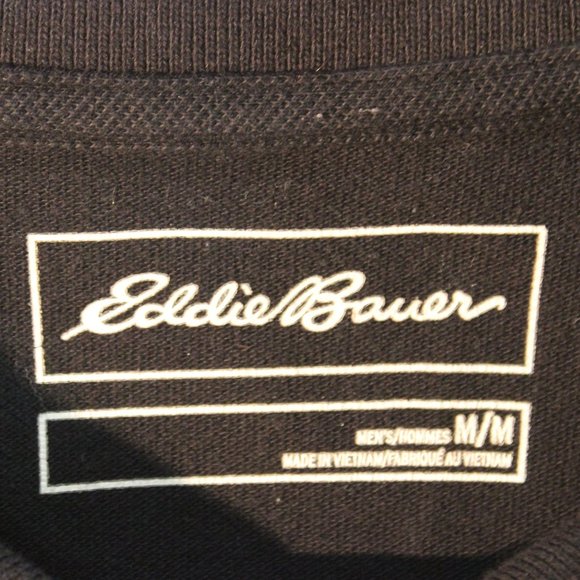 Eddie Bauer
MEN'S/HOMMES M/M
MADE IN VIETNAM/FABRIQUÉ AU VIETNAM